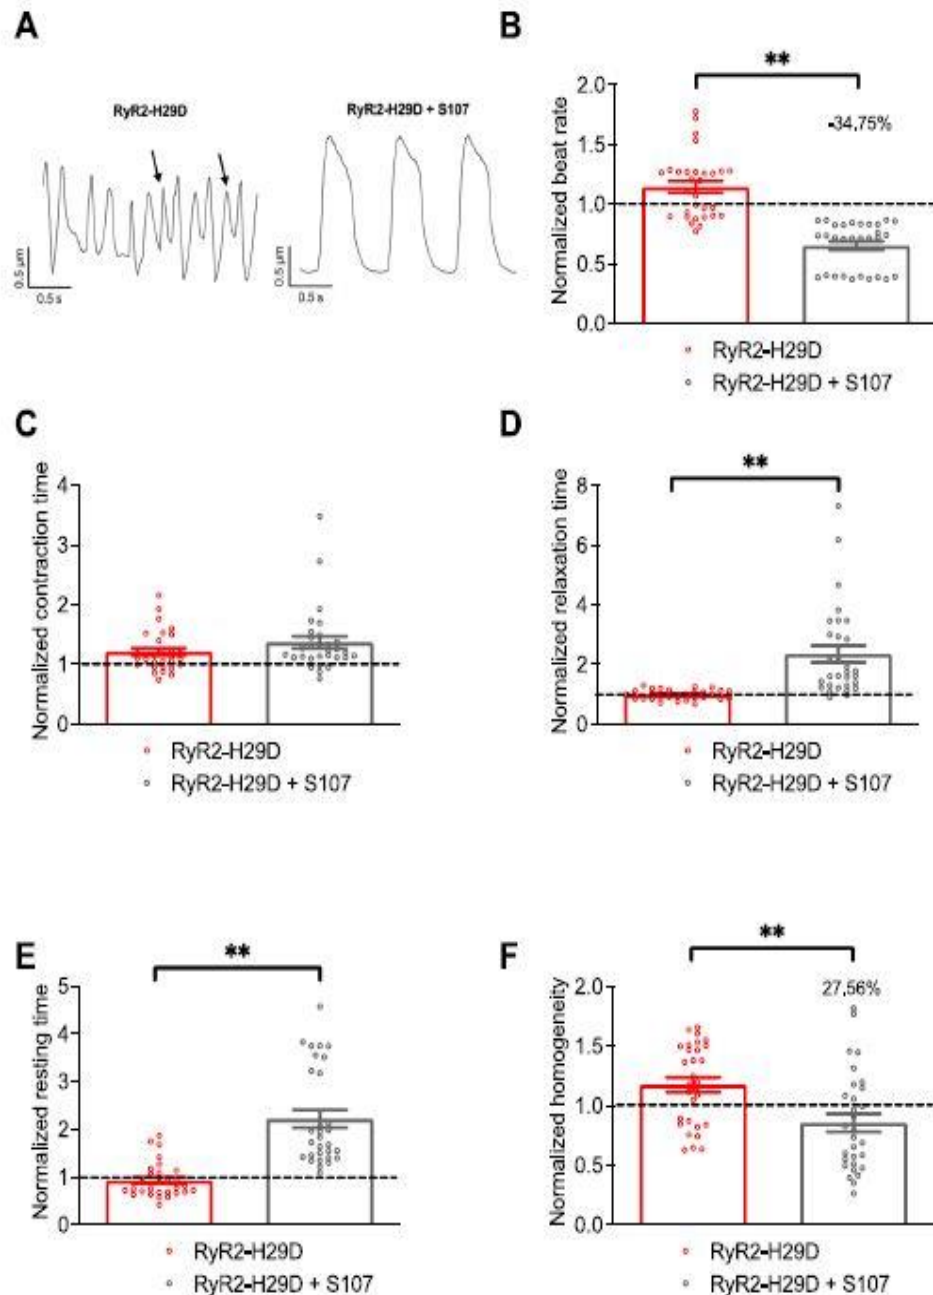 A
RyR2-H29D
RyR2-H29D + S107
0.5 μm
0.5 s
0.5 μm
0.5 s
B
**
-34.75%
Normalized beat rate
2.0
1.5
1.0
0.5
0.0
RyR2-H29D
RyR2-H29D + S107
C
Normalized contraction time
4
3
2
1
0
RyR2-H29D
RyR2-H29D + S107
D
**
Normalized relaxation time
8
6
4
2
0
RyR2-H29D
RyR2-H29D + S107
E
**
Normalized resting time
5
4
3
2
1
0
RyR2-H29D
RyR2-H29D + S107
F
**
27.56%
Normalized homogeneity
2.0
1.5
1.0
0.5
0.0
RyR2-H29D
RyR2-H29D + S107